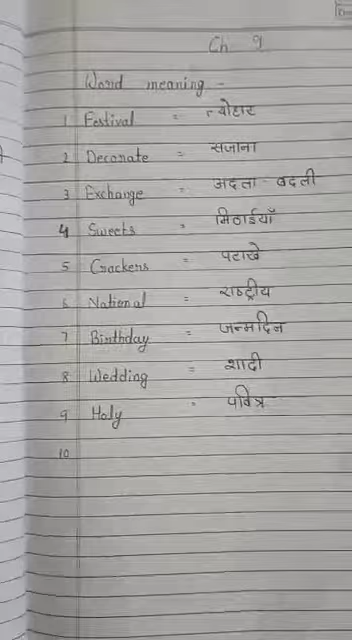 Ch 9
Word meaning -
1 Festival = त्योहार
2 Decorate = सजाना
3 Exchange = अदला-बदली
4 Sweets = मिठाईयाँ
5 Crackers = पटाखे
6 National = राष्ट्रीय
7 Birthday = जन्मदिन
8 Wedding = शादी
9 Holy = पवित्र
10